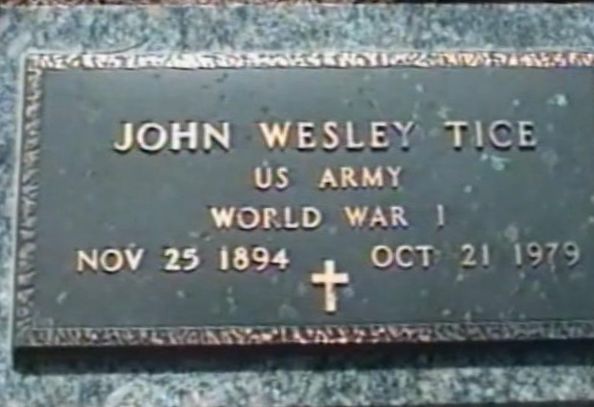 JOHN WESLEY TICE
US ARMY
WORLD WAR I
NOV 25 1894 OCT 21 1979